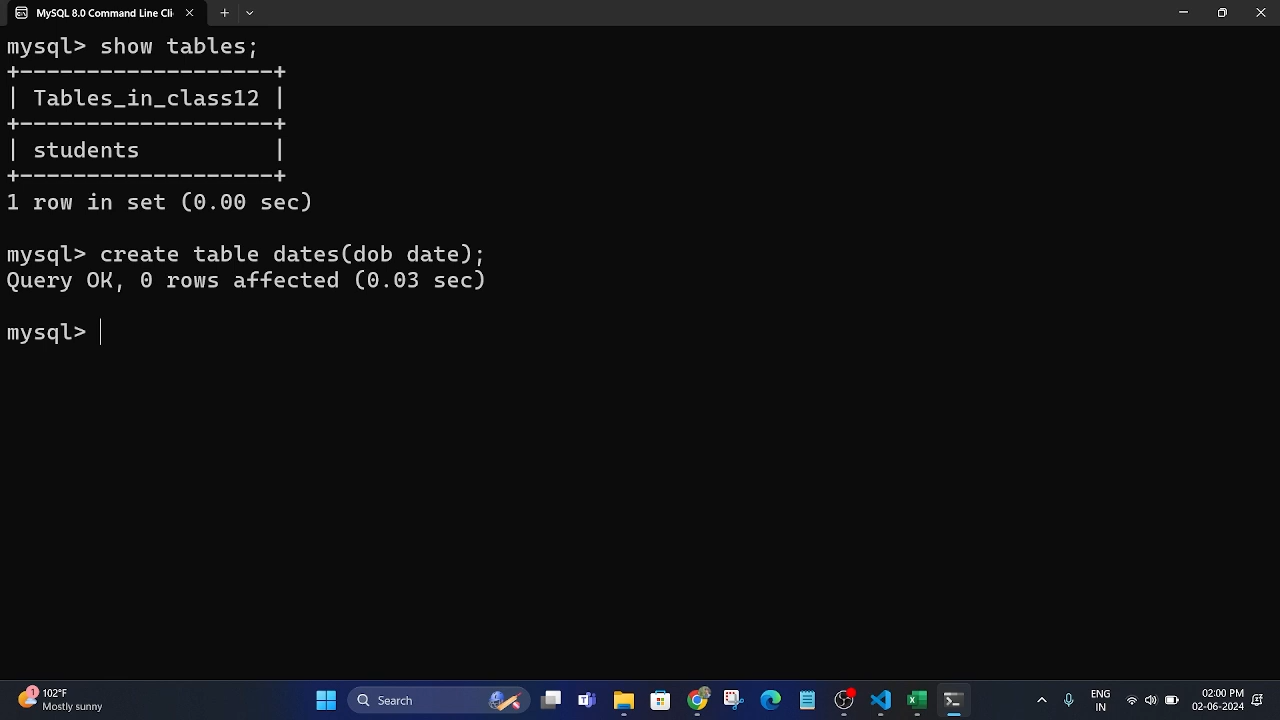 MySQL 8.0 Command Line Cli
mysql> show tables;
+-------------------+
| Tables_in_class12 |
+-------------------+
| students          |
+-------------------+
1 row in set (0.00 sec)
mysql> create table dates(dob date);
Query OK, 0 rows affected (0.03 sec)
mysql>
1
102°F
Mostly sunny
Search
ENG
IN
02:00 PM
02-06-2024